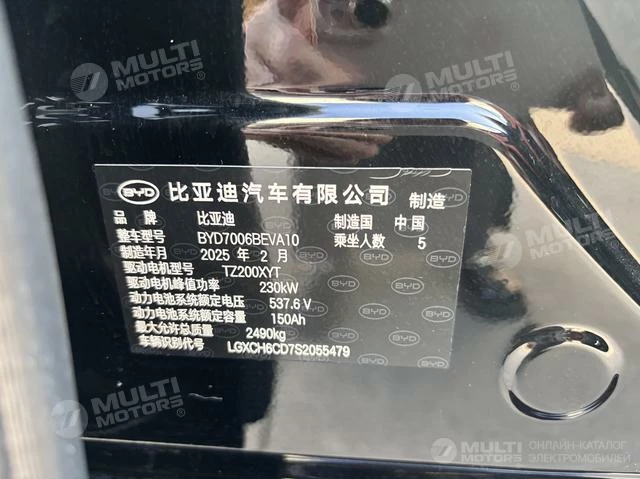 MULTI MOTORS®
MULTI MOTORS®
BYD 比亚迪汽车有限公司 制造
品牌 比亚迪 制造国 中国
整车型号 BYD7006BEVA10 乘坐人数 5
制造年月 2025 年 2 月
驱动电机型号 TZ200XYT
驱动电机峰值功率 230kW
动力电池系统额定电压 537.6 V
动力电池系统额定容量 150Ah
最大允许总质量 2490kg
车辆识别代号 LGXCH6CD7S2055479
MULTI MOTORS®
MULTI MOTORS
ОНЛАЙН-КАТАЛОГ
ЭЛЕКТРОМОБИЛЕЙ